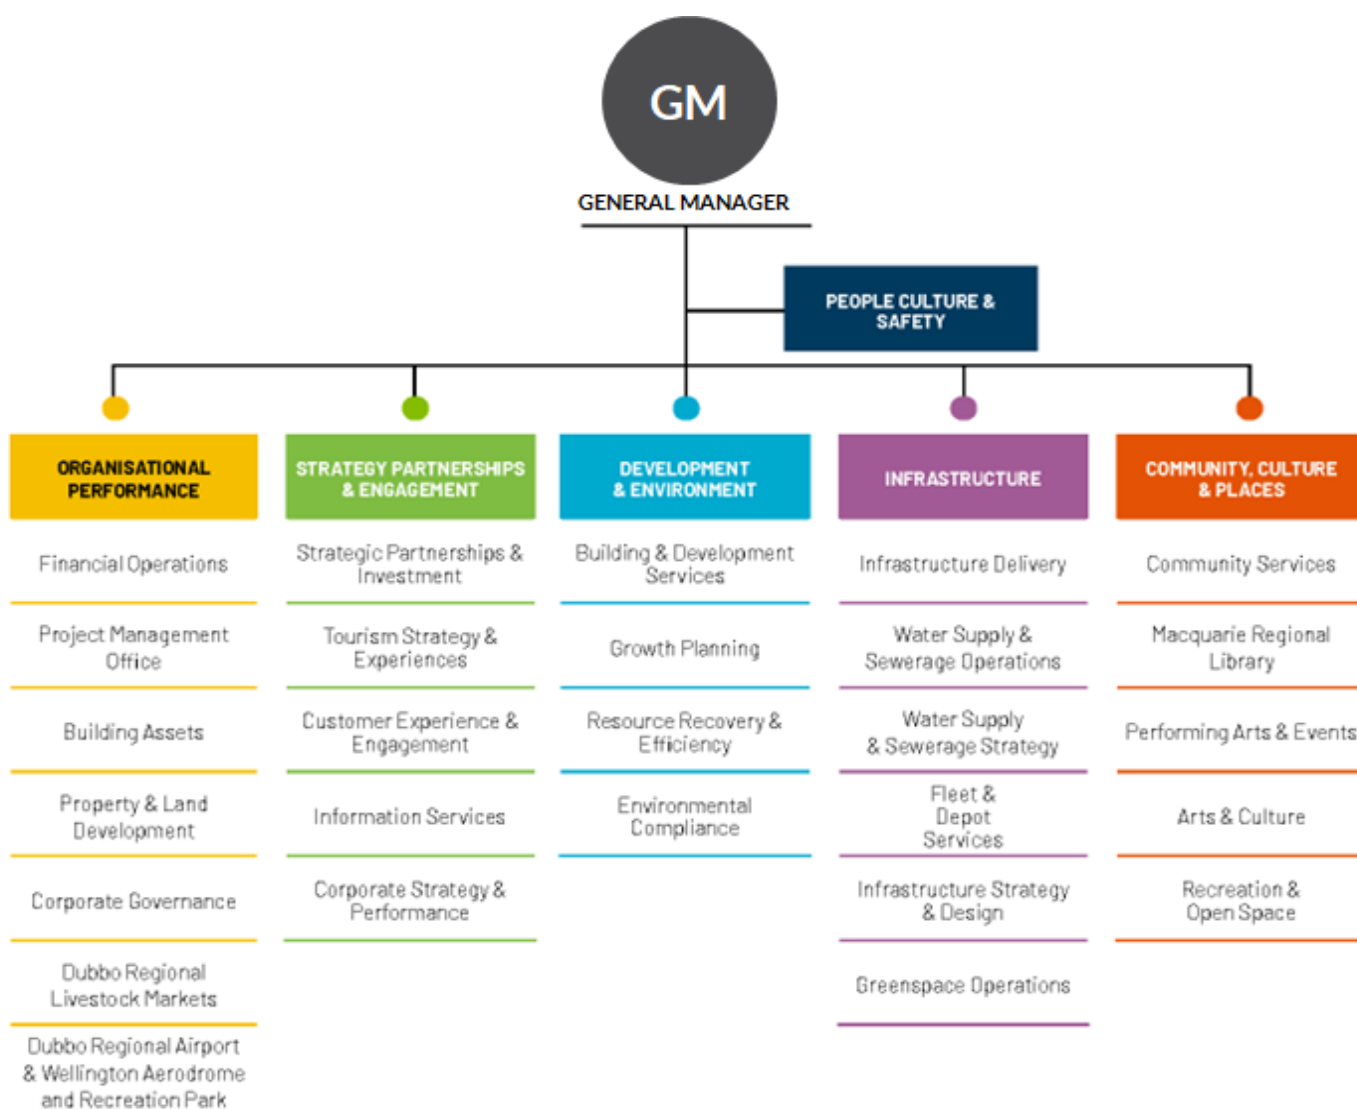 GM
GENERAL MANAGER
PEOPLE CULTURE &
SAFETY
ORGANISATIONAL
PERFORMANCE
Financial Operations
Project Management
Office
Building Assets
Property & Land
Development
Corporate Governance
Dubbo Regional
Livestock Markets
Dubbo Regional Airport
& Wellington Aerodrome
and Recreation Park
STRATEGY PARTNERSHIPS
& ENGAGEMENT
Strategic Partnerships &
Investment
Tourism Strategy &
Experiences
Customer Experience &
Engagement
Information Services
Corporate Strategy &
Performance
DEVELOPMENT
& ENVIRONMENT
Building & Development
Services
Growth Planning
Resource Recovery &
Efficiency
Environmental
Compliance
INFRASTRUCTURE
Infrastructure Delivery
Water Supply &
Sewerage Operations
Water Supply
& Sewerage Strategy
Fleet &
Depot
Services
Infrastructure Strategy
& Design
Greenspace Operations
COMMUNITY, CULTURE
& PLACES
Community Services
Macquarie Regional
Library
Performing Arts & Events
Arts & Culture
Recreation &
Open Space